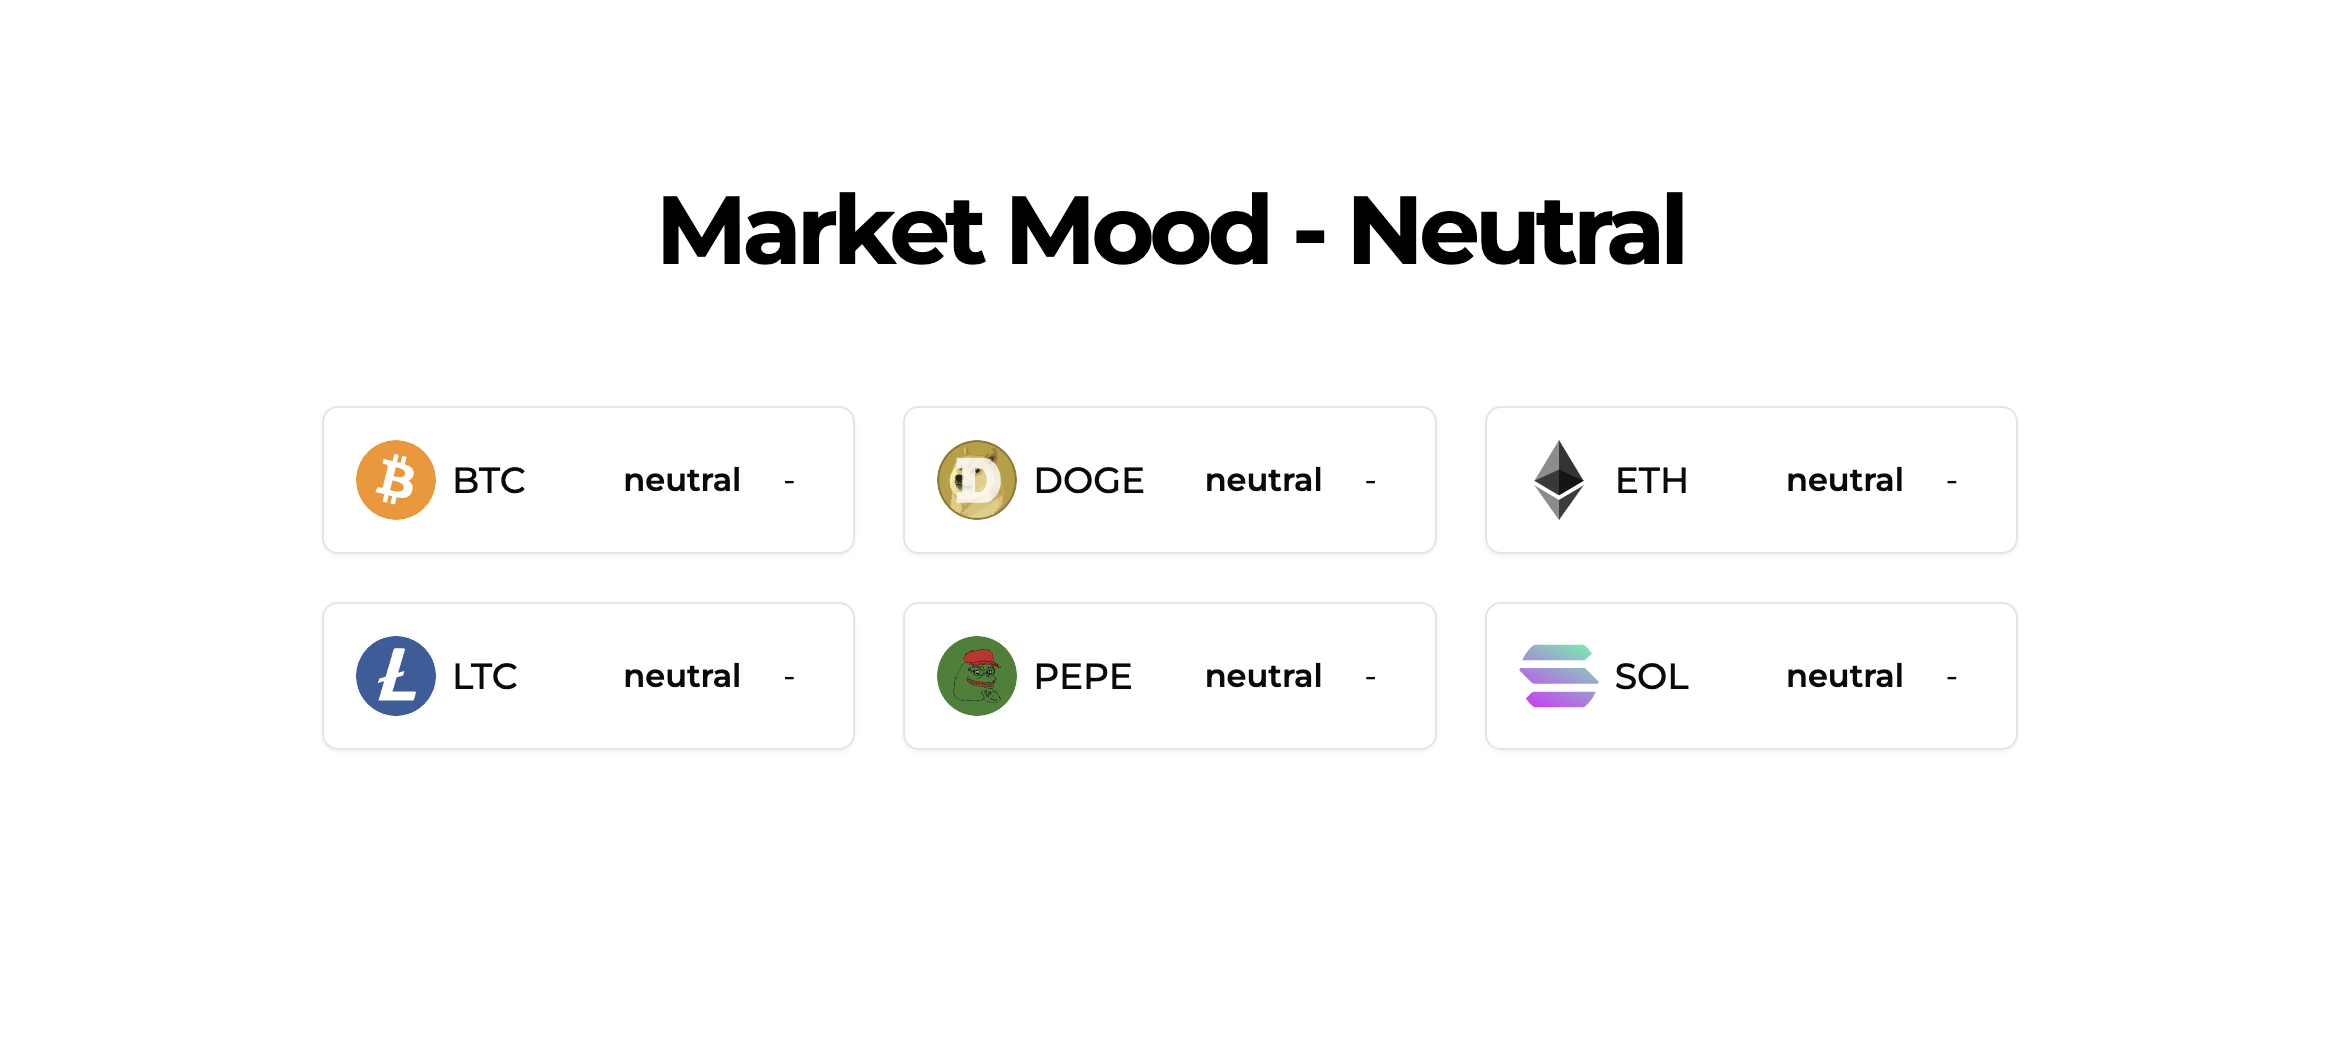 Market Mood - Neutral
BTC neutral -
DOGE neutral -
ETH neutral -
LTC neutral -
PEPE neutral -
SOL neutral -